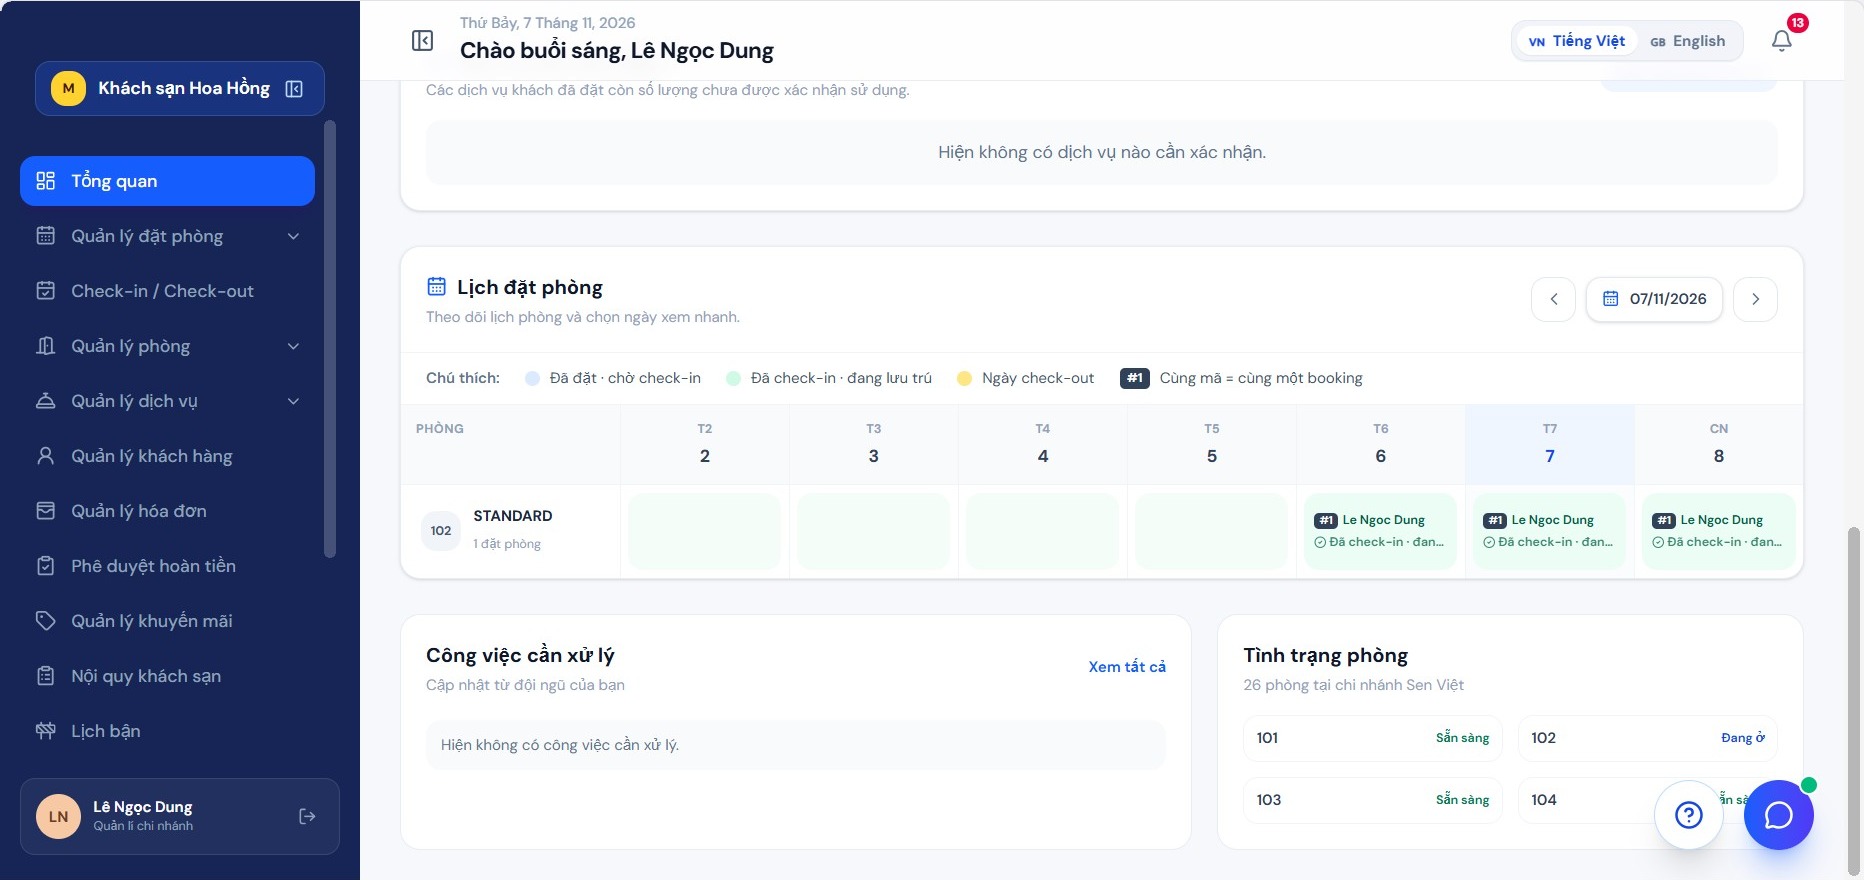 M Khách sạn Hoa Hồng
Tổng quan
Quản lý đặt phòng
Check-in / Check-out
Quản lý phòng
Quản lý dịch vụ
Quản lý khách hàng
Quản lý hóa đơn
Phê duyệt hoàn tiền
Quản lý khuyến mãi
Nội quy khách sạn
Lịch bận
LN Lê Ngọc Dung
Quản lí chi nhánh
Thứ Bảy, 7 Tháng 11, 2026
Chào buổi sáng, Lê Ngọc Dung
VN Tiếng Việt GB English
13
Các dịch vụ khách đã đặt còn số lượng chưa được xác nhận sử dụng.
Hiện không có dịch vụ nào cần xác nhận.
Lịch đặt phòng
Theo dõi lịch phòng và chọn ngày xem nhanh.
07/11/2026
Chú thích: Đã đặt · chờ check-in Đã check-in · đang lưu trú Ngày check-out #1 Cùng mã = cùng một booking
PHÒNG T2 T3 T4 T5 T6 T7 CN
2 3 4 5 6 7 8
102 STANDARD
1 đặt phòng
#1 Le Ngoc Dung #1 Le Ngoc Dung #1 Le Ngoc Dung
Đã check-in · đan... Đã check-in · đan... Đã check-in · đan...
Công việc cần xử lý
Cập nhật từ đội ngũ của bạn
Xem tất cả
Hiện không có công việc cần xử lý.
Tình trạng phòng
26 phòng tại chi nhánh Sen Việt
101 Sẵn sàng 102 Đang ở
103 Sẵn sàng 104